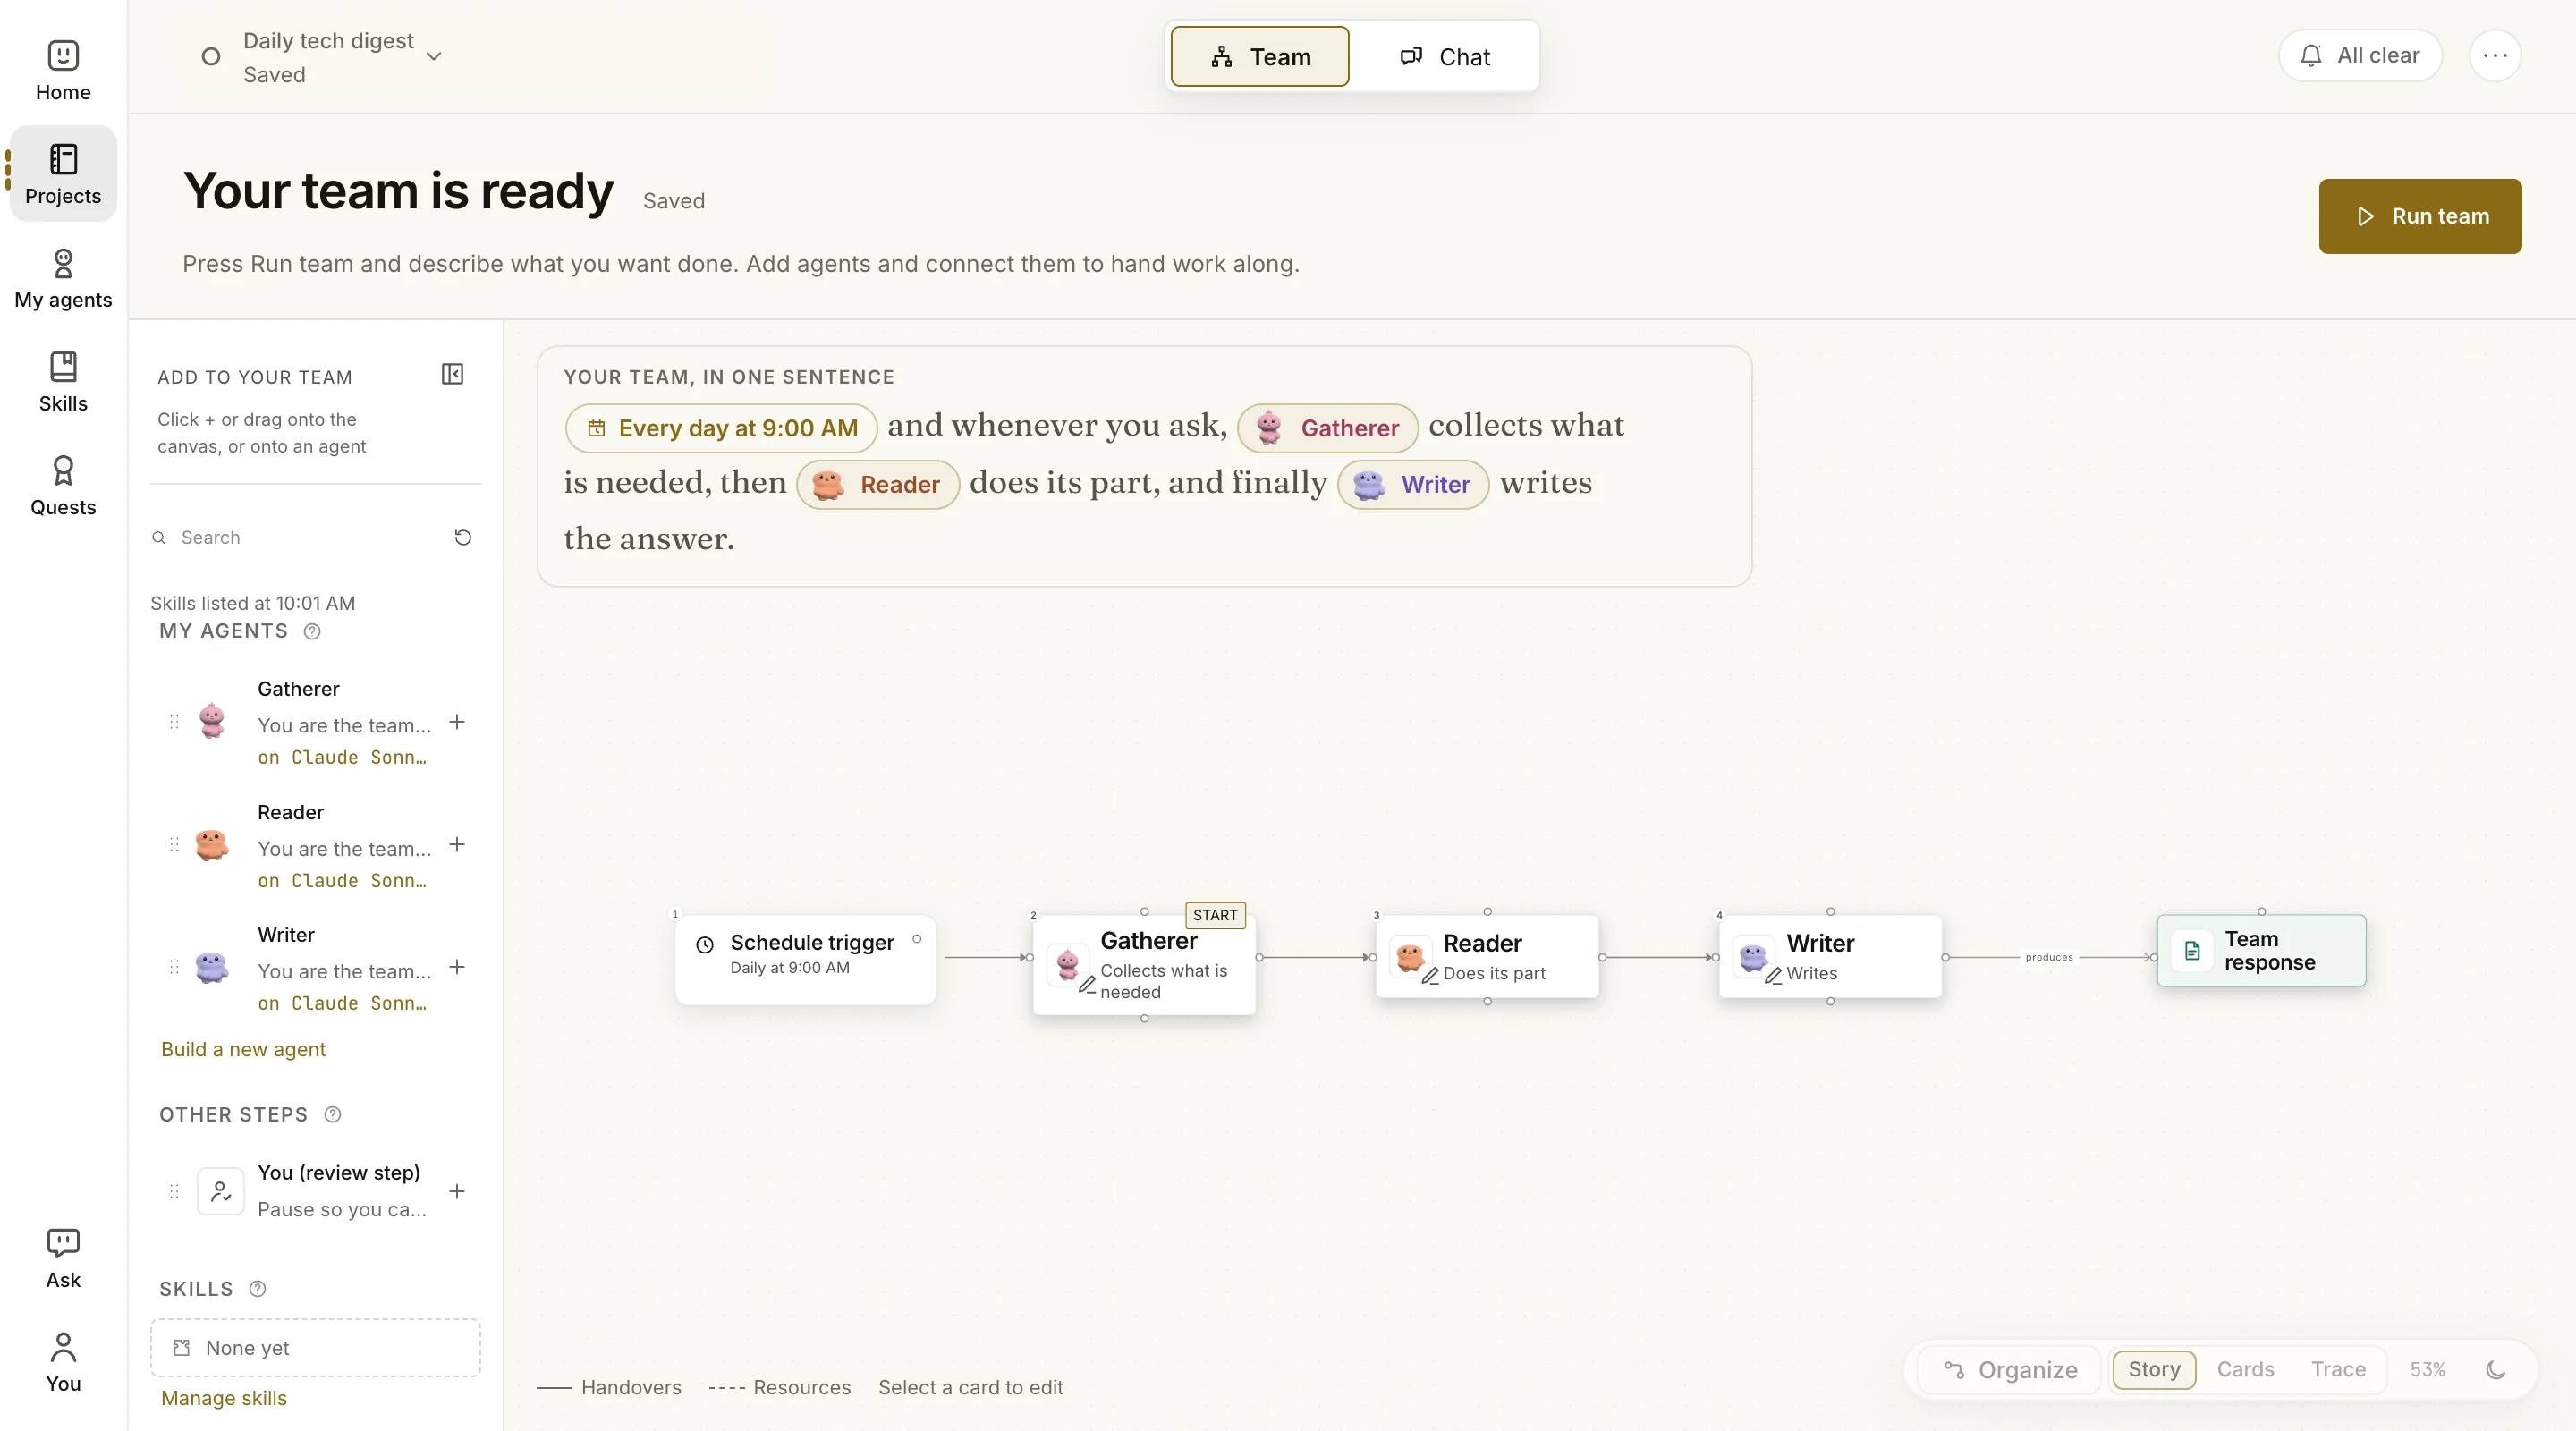 Home
Projects
My agents
Skills
Quests
Ask
You
Daily tech digest
Saved
Team
Chat
All clear
Your team is ready
Saved
Press Run team and describe what you want done. Add agents and connect them to hand work along.
Run team
ADD TO YOUR TEAM
Click + or drag onto the
canvas, or onto an agent
Search
Skills listed at 10:01 AM
MY AGENTS
Gatherer
You are the team...
on Claude Sonn…
Reader
You are the team...
on Claude Sonn…
Writer
You are the team...
on Claude Sonn…
Build a new agent
OTHER STEPS
You (review step)
Pause so you ca...
SKILLS
None yet
Manage skills
YOUR TEAM, IN ONE SENTENCE
Every day at 9:00 AM and whenever you ask, Gatherer collects what
is needed, then Reader does its part, and finally Writer writes
the answer.
1
Schedule trigger
Daily at 9:00 AM
2
START
Gatherer
Collects what is
needed
3
Reader
Does its part
4
Writer
Writes
produces
Team
response
Handovers
Resources
Select a card to edit
Organize
Story
Cards
Trace
53%